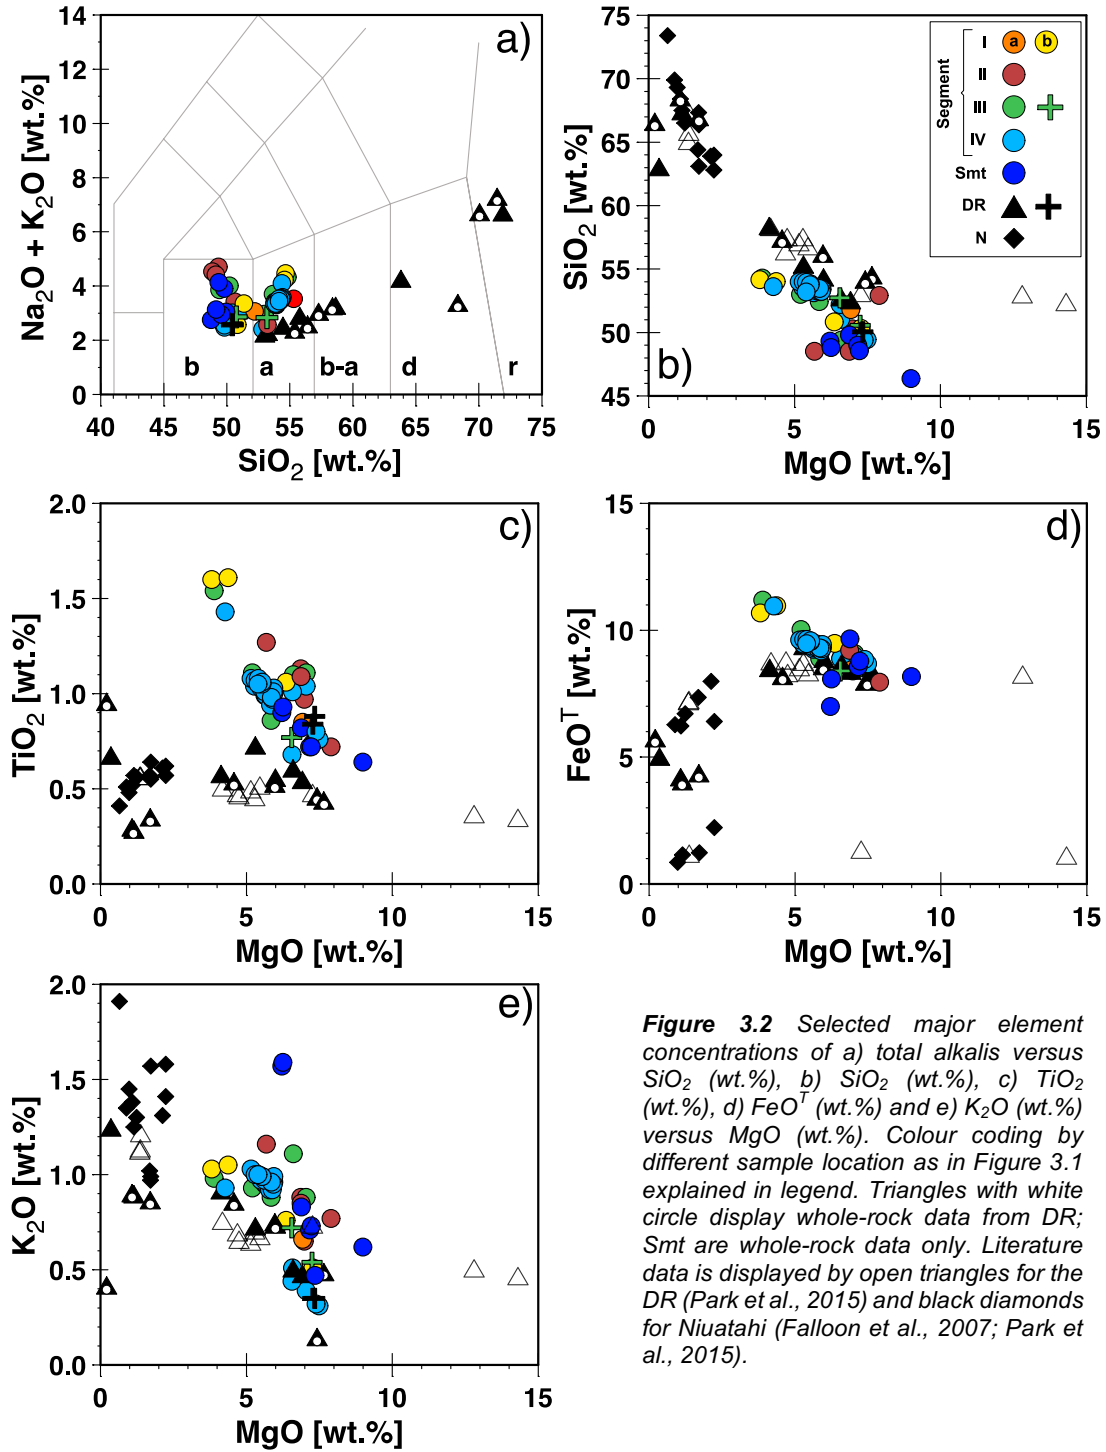 14
12
10
8
6
4
2
0
Na2O + K2O [wt.%]
a)
b
a
b-a
d
r
40 45 50 55 60 65 70 75
SiO2 [wt.%]
75
70
65
60
55
50
45
SiO2 [wt.%]
b)
Segment
I a b
II
III
IV
Smt
DR
N
0 5 10 15
MgO [wt.%]
2.0
1.5
1.0
0.5
0.0
TiO2 [wt.%]
c)
0 5 10 15
MgO [wt.%]
15
10
5
0
FeO^T [wt.%]
d)
0 5 10 15
MgO [wt.%]
2.0
1.5
1.0
0.5
0.0
K2O [wt.%]
e)
0 5 10 15
MgO [wt.%]
Figure 3.2 Selected major element
concentrations of a) total alkalis versus
SiO2 (wt.%), b) SiO2 (wt.%), c) TiO2
(wt.%), d) FeO^T (wt.%) and e) K2O (wt.%)
versus MgO (wt.%). Colour coding by
different sample location as in Figure 3.1
explained in legend. Triangles with white
circle display whole-rock data from DR;
Smt are whole-rock data only. Literature
data is displayed by open triangles for the
DR (Park et al., 2015) and black diamonds
for Niuatahi (Falloon et al., 2007; Park et
al., 2015).